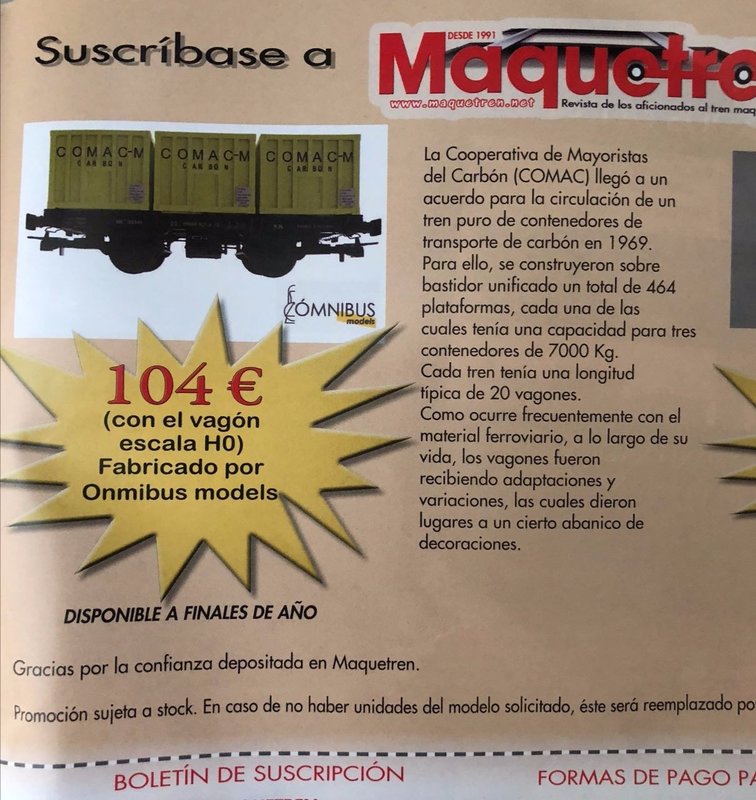 Suscríbase a
DESDE 1991
Maquetre
www.maquetren.net
Revista de los aficionados al tren maq
COMAC-M COMAC-M COMAC-M
CARBÓN CARBÓN CARBÓN
ÓMNIBUS
models
104 €
(con el vagón
escala H0)
Fabricado por
Onmibus models
DISPONIBLE A FINALES DE AÑO
La Cooperativa de Mayoristas
del Carbón (COMAC) llegó a un
acuerdo para la circulación de un
tren puro de contenedores de
transporte de carbón en 1969.
Para ello, se construyeron sobre
bastidor unificado un total de 464
plataformas, cada una de las
cuales tenía una capacidad para tres
contenedores de 7000 Kg.
Cada tren tenía una longitud
típica de 20 vagones.
Como ocurre frecuentemente con el
material ferroviario, a lo largo de su
vida, los vagones fueron
recibiendo adaptaciones y
variaciones, las cuales dieron
lugares a un cierto abanico de
decoraciones.
Gracias por la confianza depositada en Maquetren.
Promoción sujeta a stock. En caso de no haber unidades del modelo solicitado, éste será reemplazado po
BOLETÍN DE SUSCRIPCIÓN
FORMAS DE PAGO PA